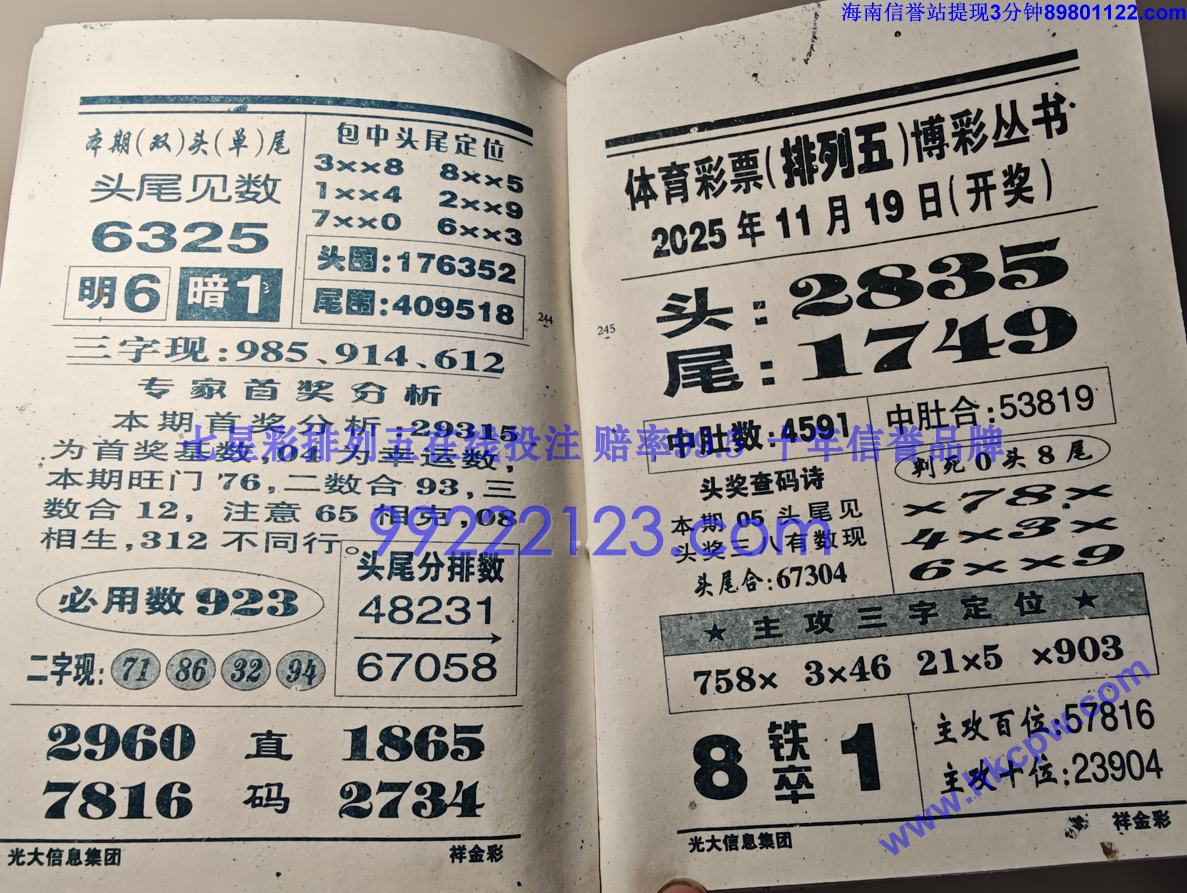 海南信誉站提现3分钟89801122.com
本期(双)头(单)尾
头尾见数
6325
明6 暗1
包中头尾定位
3××8 8××5
1××4 2××9
7××0 6××3
头围:176352
尾围:409518
244
三字现:985、914、612
专家首奖分析
本期首奖分析:29315
为首奖基数,04为幸运数,
本期旺门76,二数合93,三
数合12,注意65相克,08
相生,312不同行。
必用数923
二字现:71 86 32 94
头尾分排数
48231
67058
2960 直 1865
7816 码 2734
光大信息集团 祥金彩
体育彩票(排列五)博彩丛书
2025年11月19日(开奖)
头:2835
尾:1749
245
中肚数:4591
中肚合:53819
头奖查码诗
本期05头尾见
头奖三八有数现
头尾合:67304
判死0头8尾
×78×
4×3×
6××9
★主攻三字定位★
758× 3×46 21×5 ×903
8 铁卒 1
主攻百位:57816
主攻十位:23904
光大信息集团 祥金彩
七星彩排列五在线投注 赔率99.5 十年信誉品牌
99222123.com
www.hkcpw.com